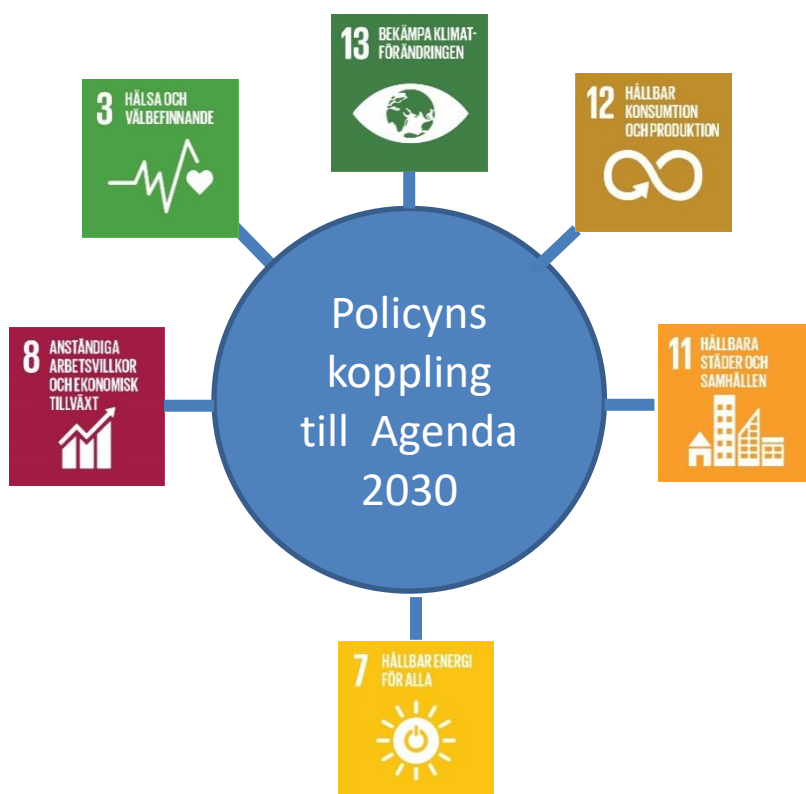 13 BEKÄMPA KLIMAT-
FÖRÄNDRINGEN
3 HÄLSA OCH
VÄLBEFINNANDE
12 HÅLLBAR
KONSUMTION
OCH PRODUKTION
8 ANSTÄNDIGA
ARBETSVILLKOR
OCH EKONOMISK
TILLVÄXT
Policyns
koppling
till Agenda
2030
11 HÅLLBARA
STÄDER OCH
SAMHÄLLEN
7 HÅLLBAR ENERGI
FÖR ALLA